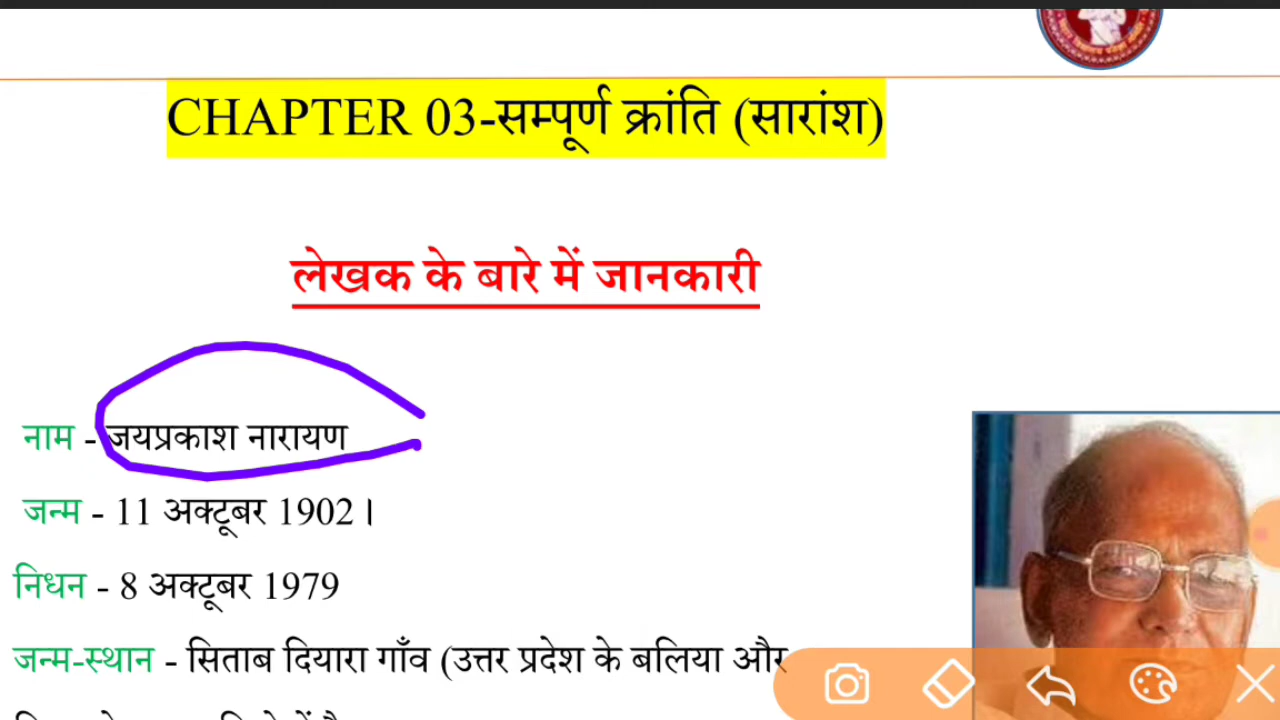 CHAPTER 03-सम्पूर्ण क्रांति (सारांश)
लेखक के बारे में जानकारी
नाम - जयप्रकाश नारायण
जन्म - 11 अक्टूबर 1902।
निधन - 8 अक्टूबर 1979
जन्म-स्थान - सिताब दियारा गाँव (उत्तर प्रदेश के बलिया और